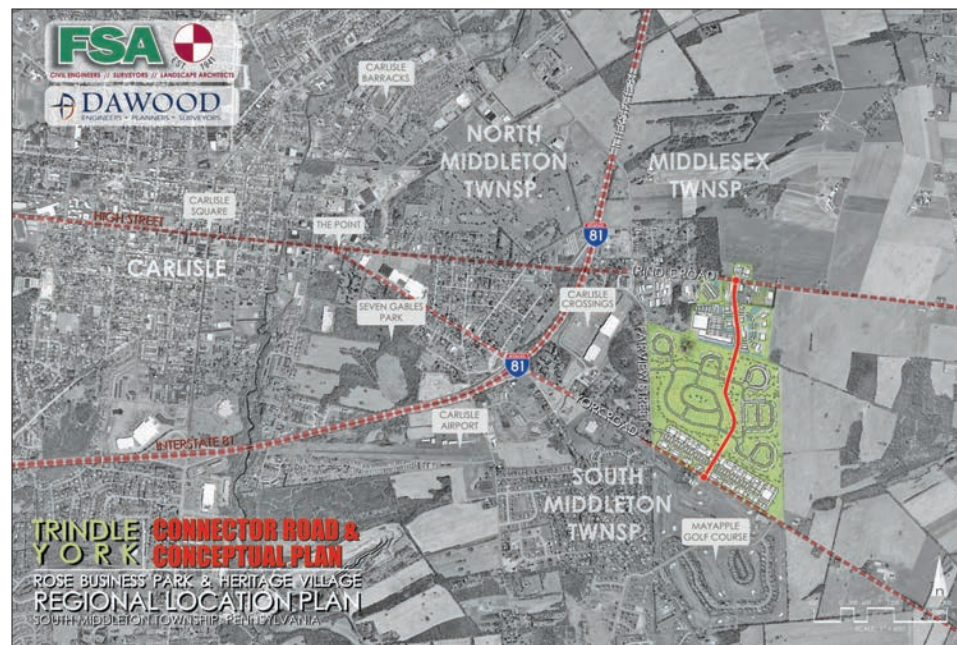 FSA
EST. 1941
CIVIL ENGINEERS // SURVEYORS // LANDSCAPE ARCHITECTS
DAWOOD
ENGINEERS • PLANNERS • SURVEYORS
CARLISLE
BARRACKS
NORTH
MIDDLETON
TWNSP.
MIDDLESEX
TWNSP.
HIGH STREET
CARLISLE
SQUARE
THE POINT
CARLISLE
81
TRINDLE ROAD
SEVEN GABLES
PARK
CARLISLE
CROSSINGS
81
YORK ROAD
CARLISLE
AIRPORT
INTERSTATE 81
SOUTH
MIDDLETON
TWNSP.
MAYAPPLE
GOLF COURSE
TRINDLE
YORK
CONNECTOR ROAD &
CONCEPTUAL PLAN
ROSE BUSINESS PARK & HERITAGE VILLAGE
REGIONAL LOCATION PLAN
SOUTH MIDDLETON TOWNSHIP, PENNSYLVANIA
n